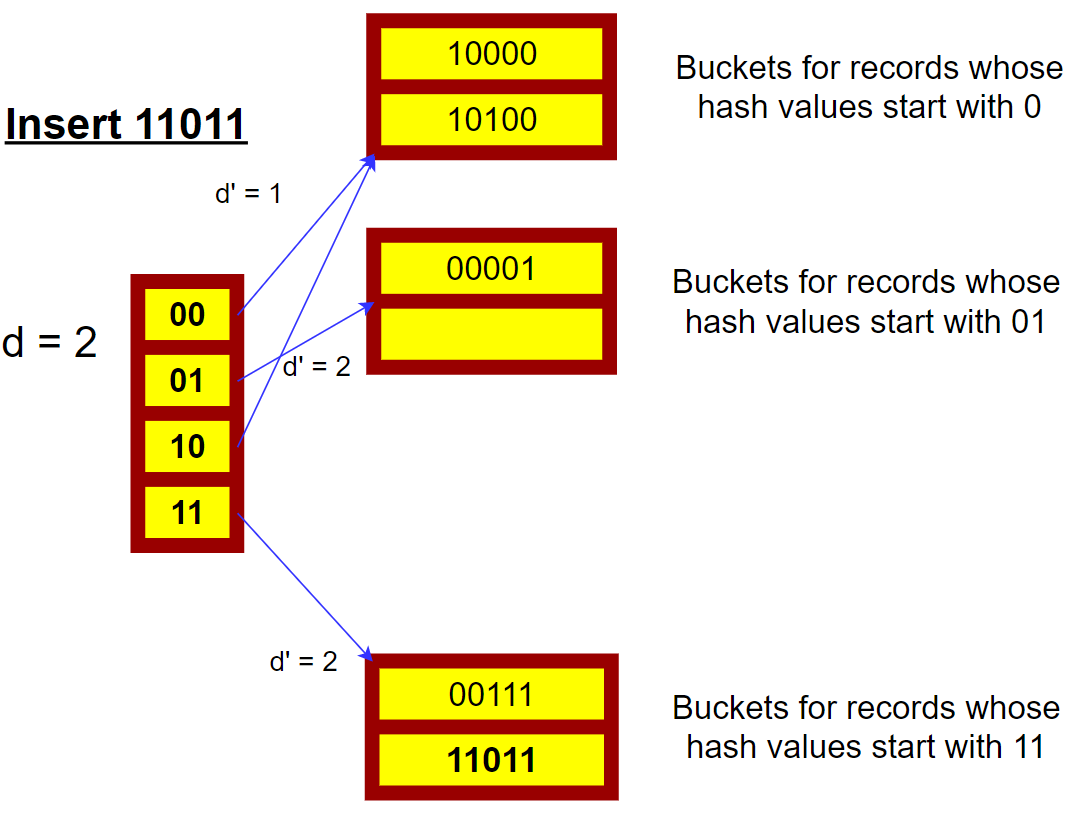 10000
10100
Buckets for records whose
hash values start with 0
Insert 11011
d' = 1
00001
Buckets for records whose
hash values start with 01
d = 2
00
01
10
11
d' = 2
d' = 2
00111
11011
Buckets for records whose
hash values start with 11